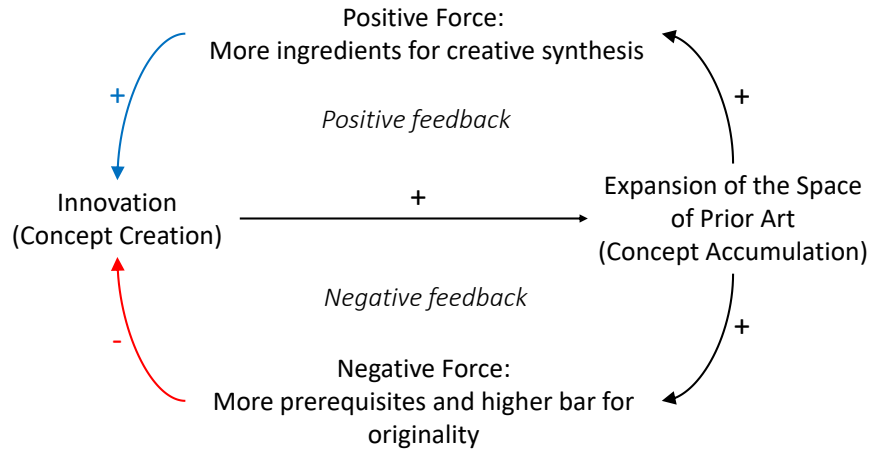 Positive Force:
More ingredients for creative synthesis
+
+
Positive feedback
+
Innovation
(Concept Creation)
Expansion of the Space
of Prior Art
(Concept Accumulation)
Negative feedback
-
+
Negative Force:
More prerequisites and higher bar for
originality